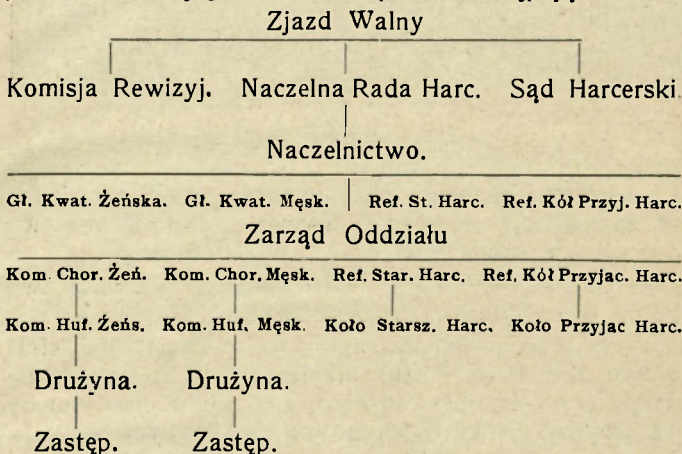 Zjazd Walny
Komisja Rewizyj. Naczelna Rada Harc. Sąd Harcerski
Naczelnictwo.
Gł. Kwat. Żeńska. Gł. Kwat. Męsk. Ref. St. Harc. Ref. Kół Przyj. Harc.
Zarząd Oddziału
Kom. Chor. Żeń. Kom. Chor. Męsk. Ref. Star. Harc. Ref. Kół Przyjac. Harc.
Kom. Huf. Żeńs. Kom. Huf. Męsk. Koło Starsz. Harc. Koło Przyjac Harc.
Drużyna. Drużyna.
Zastęp. Zastęp.